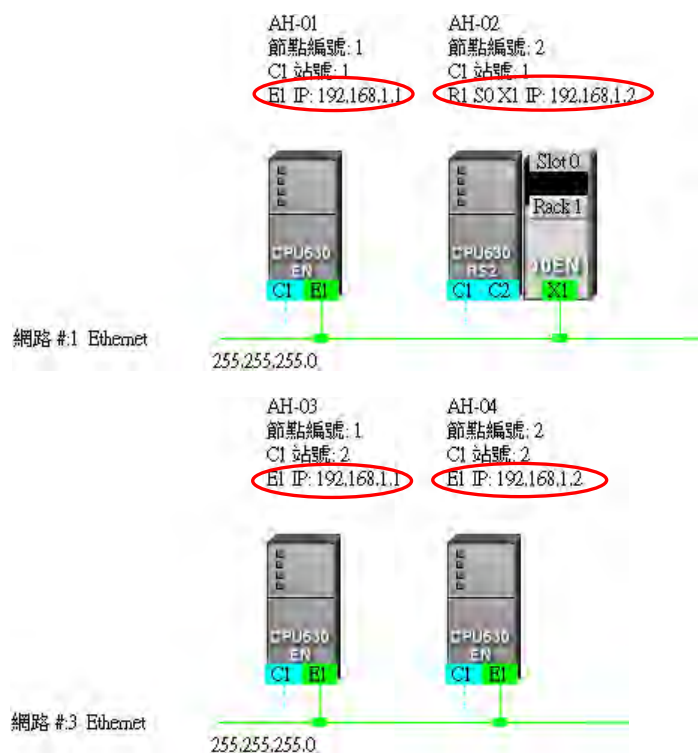 AH-01
節點編號: 1
C1 站號: 1
E1 IP: 192.168.1.1
AH-02
節點編號: 2
C1 站號: 1
R1 S0 X1 IP: 192.168.1.2
CPU630
EN
C1 E1
CPU630
RS2
C1 C2
Slot 0
Rack 1
10EN
X1
網路 #:1 Ethernet
255.255.255.0
AH-03
節點編號: 1
C1 站號: 2
E1 IP: 192.168.1.1
AH-04
節點編號: 2
C1 站號: 2
E1 IP: 192.168.1.2
CPU630
EN
C1 E1
CPU630
EN
C1 E1
網路 #:3 Ethernet
255.255.255.0